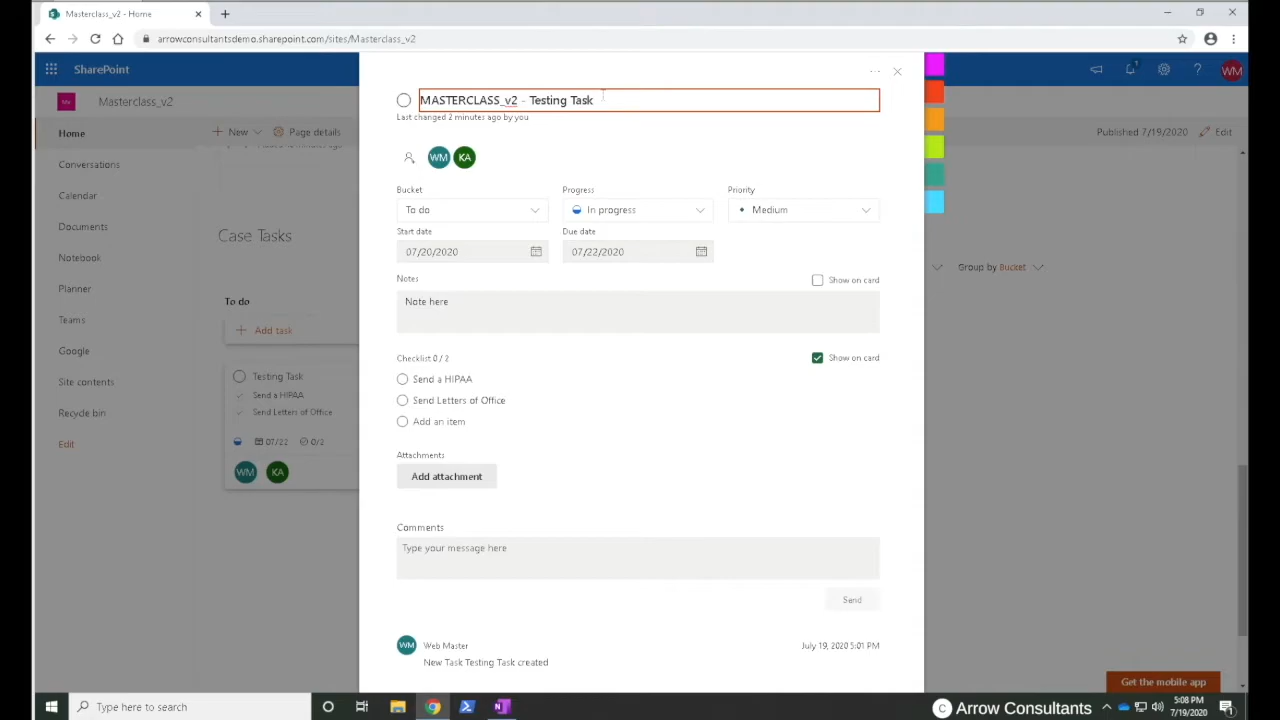 Masterclass_v2 - Home
arrowconsultantsdemo.sharepoint.com/sites/Masterclass_v2
SharePoint
WM
Me
Masterclass_v2
Home
Conversations
Calendar
Documents
Notebook
Planner
Teams
Google
Site contents
Recycle bin
Edit
New
Page details
Published 7/19/2020
Edit
Case Tasks
To do
Add task
Testing Task
Send a HIPAA
Send Letters of Office
07/22
0/2
WM
KA
Group by Bucket
MASTERCLASS_v2 - Testing Task
Last changed 2 minutes ago by you
WM
KA
Bucket
Progress
Priority
To do
In progress
Medium
Start date
Due date
07/20/2020
07/22/2020
Notes
Show on card
Note here
Checklist 0 / 2
Show on card
Send a HIPAA
Send Letters of Office
Add an item
Attachments
Add attachment
Comments
Type your message here
Send
WM
Web Master
July 19, 2020 5:01 PM
New Task Testing Task created
Get the mobile app
Type here to search
Arrow Consultants
5:08 PM
7/19/2020